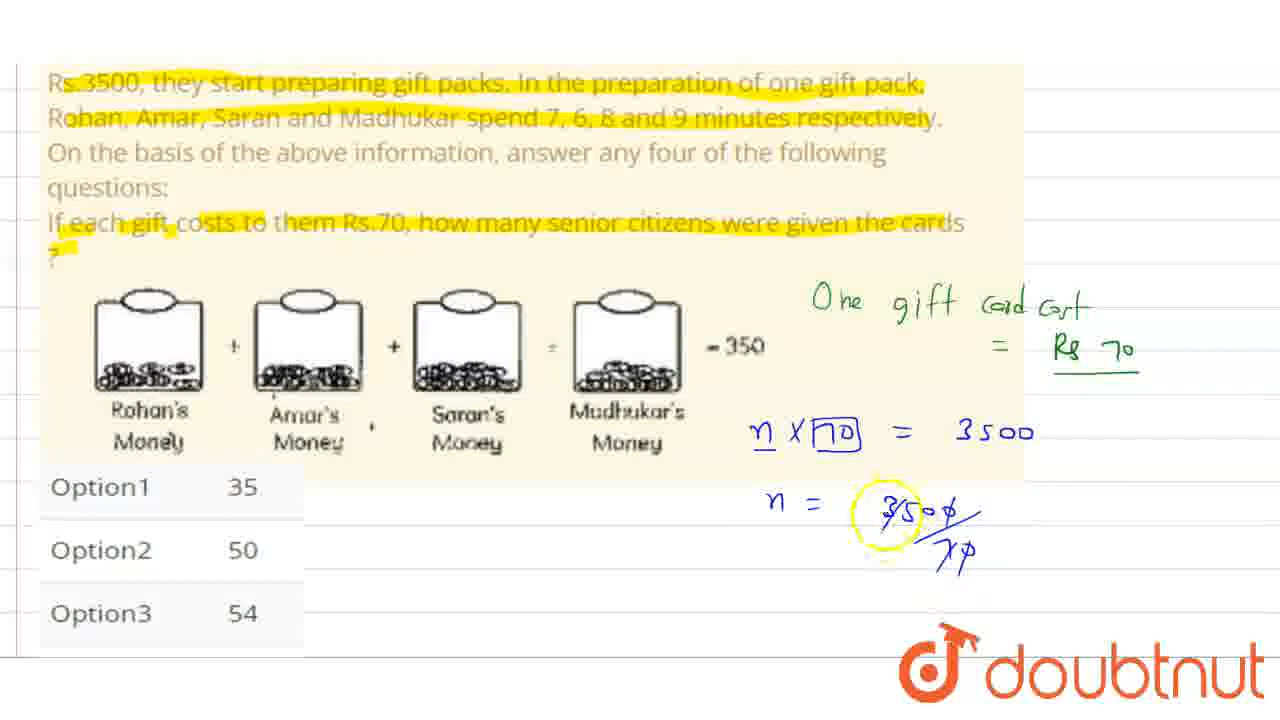 Rs.3500, they start preparing gift packs. In the preparation of one gift pack,
Rohan, Amar, Saran and Madhukar spend 7, 6, 8 and 9 minutes respectively.
On the basis of the above information, answer any four of the following
questions:
If each gift costs to them Rs.70, how many senior citizens were given the cards
?
+ + = = 350
Rohan's Money
Amar's Money
Saran's Money
Madhukar's Money
One gift card cost
= Rs 70
n × 70 = 3500
n = 3500/70
Option1 35
Option2 50
Option3 54
doubtnut